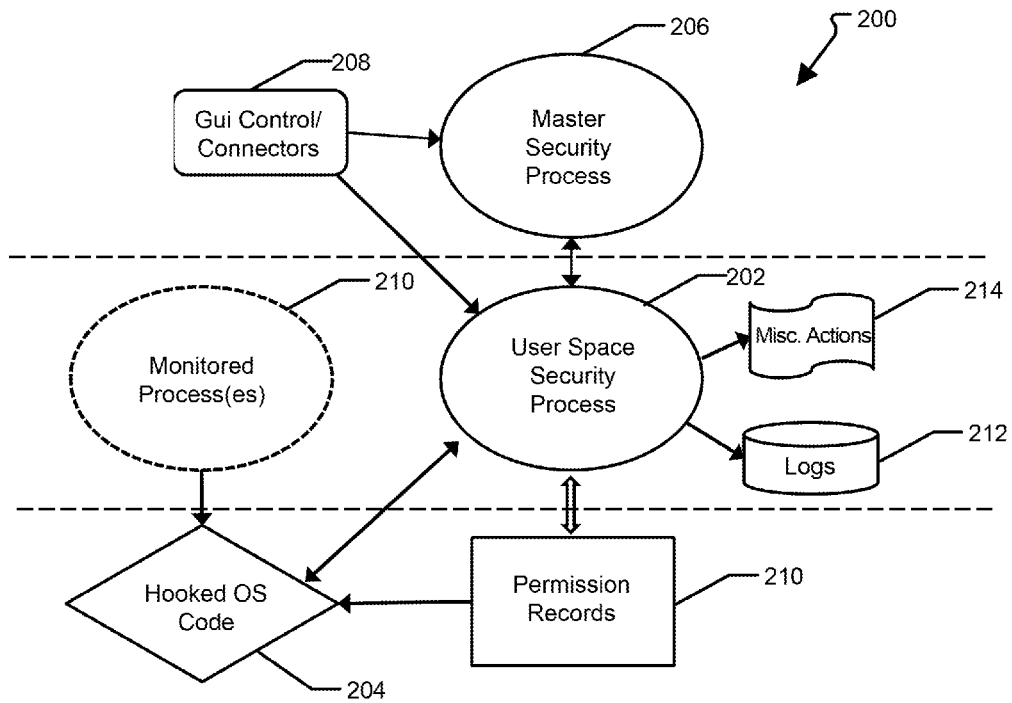 200
206
208
Gui Control/
Connectors
Master
Security
Process
210
202
214
Monitored
Process(es)
User Space
Security
Process
Misc. Actions
212
Logs
Hooked OS
Code
Permission
Records
210
204